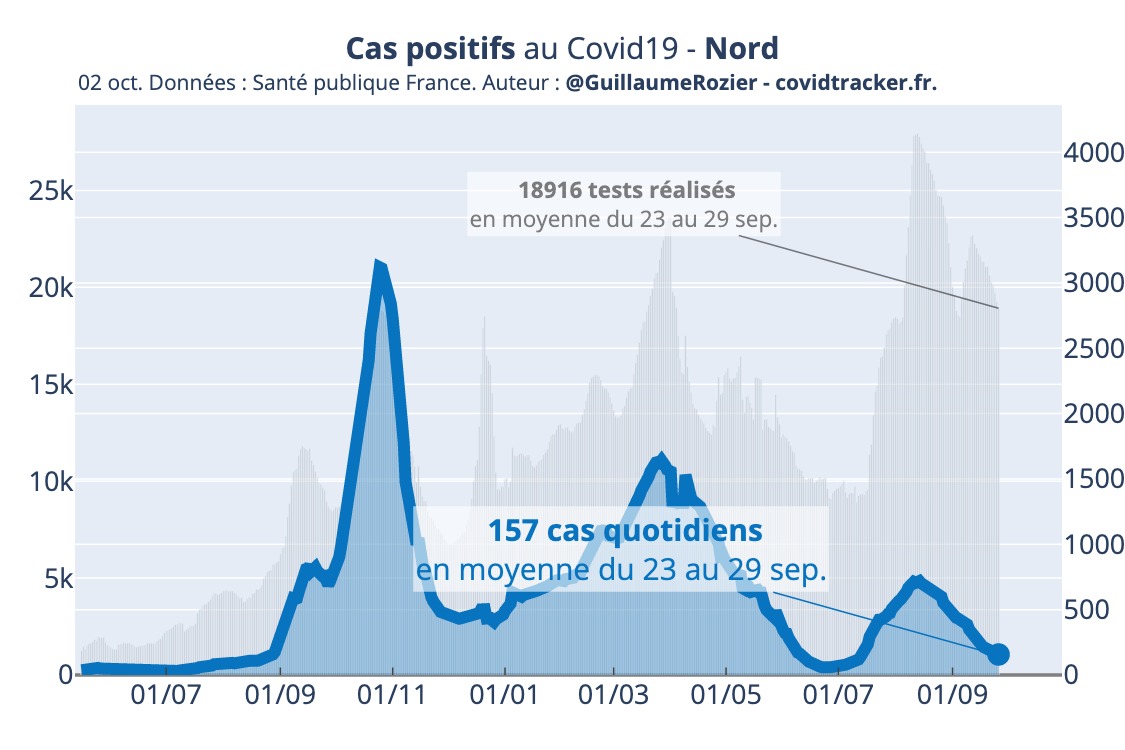 Cas positifs au Covid19 - Nord
02 oct. Données : Santé publique France. Auteur : @GuillaumeRozier - covidtracker.fr.
4000
25k
18916 tests réalisés
en moyenne du 23 au 29 sep.
3500
20k
3000
2500
15k
2000
10k
1500
157 cas quotidiens
en moyenne du 23 au 29 sep.
1000
5k
500
0
0
01/07 01/09 01/11 01/01 01/03 01/05 01/07 01/09